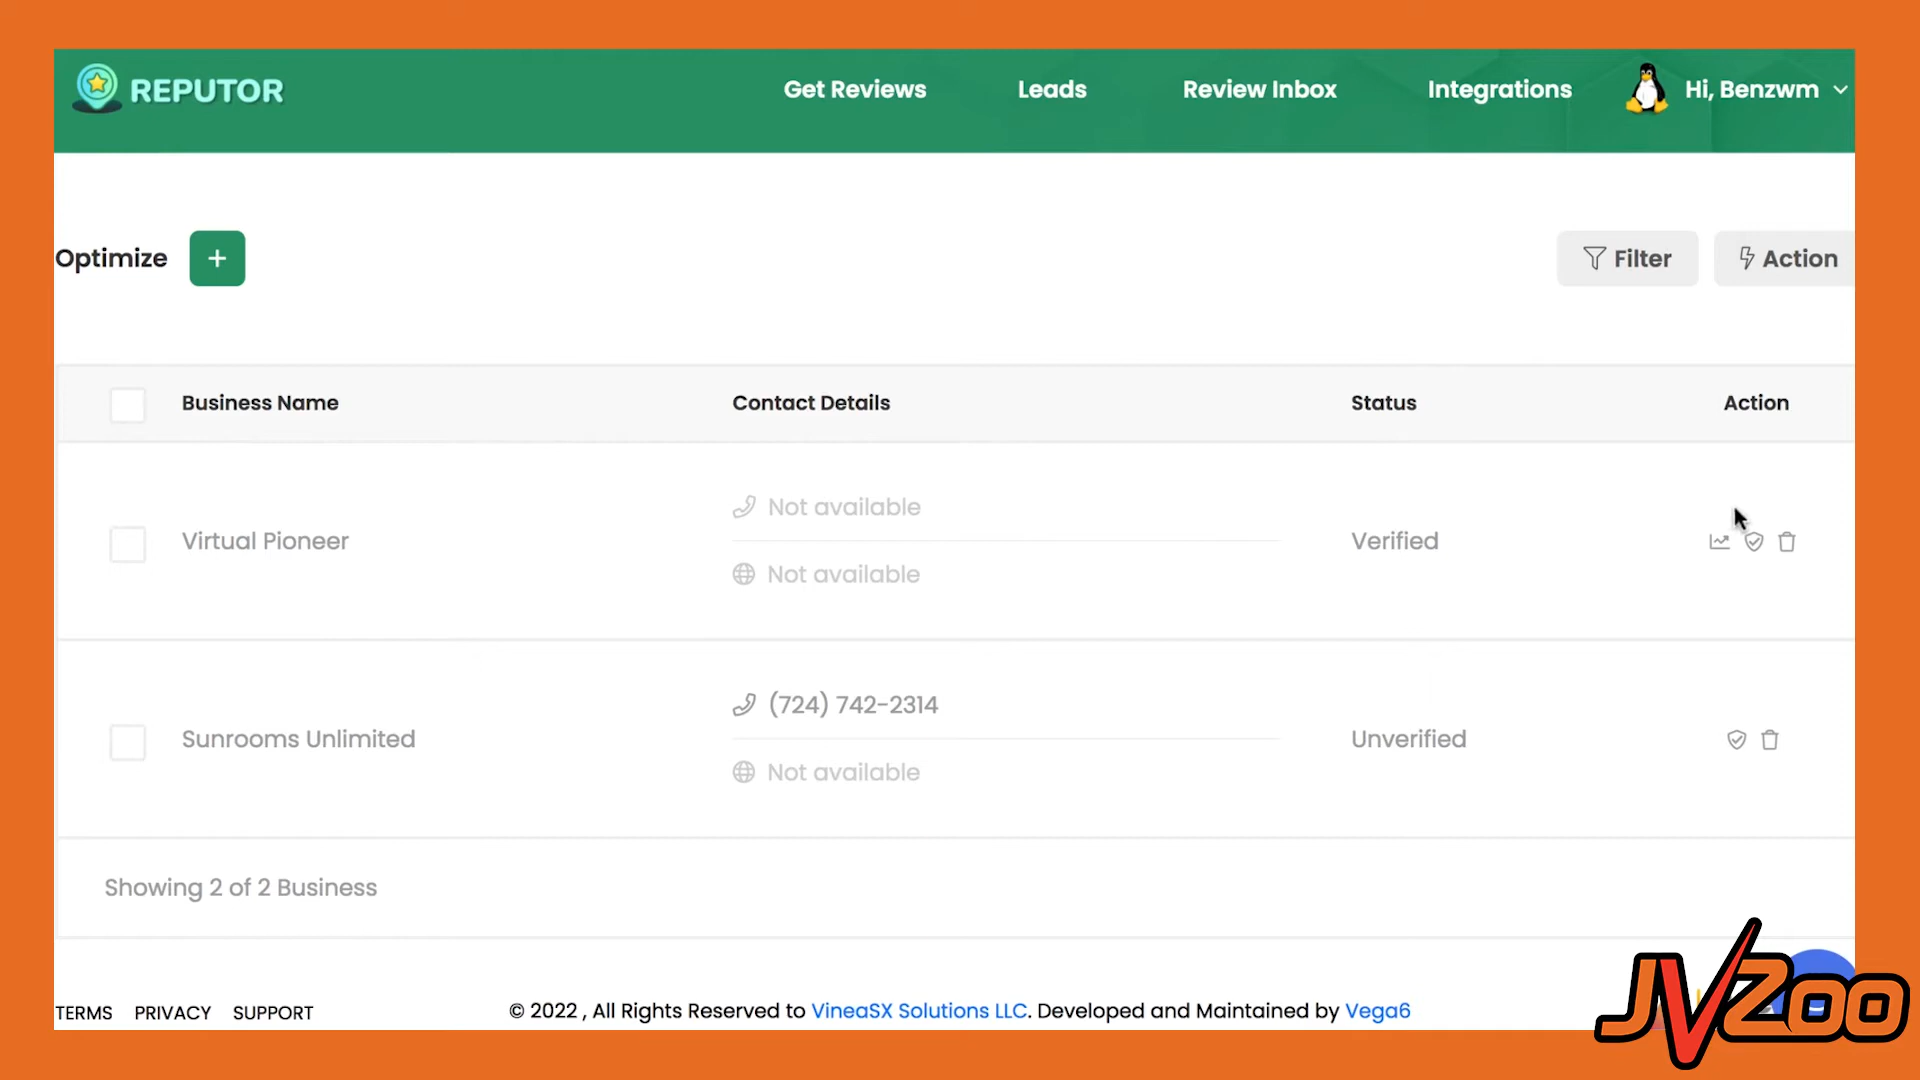 REPUTOR
Get Reviews
Leads
Review Inbox
Integrations
Hi, Benzwm
Optimize
+
Filter
Action
Business Name
Contact Details
Status
Action
Virtual Pioneer
Not available
Not available
Verified
Sunrooms Unlimited
(724) 742-2314
Not available
Unverified
Showing 2 of 2 Business
TERMS PRIVACY SUPPORT
© 2022 , All Rights Reserved to VineaSX Solutions LLC. Developed and Maintained by Vega6
JVZoo